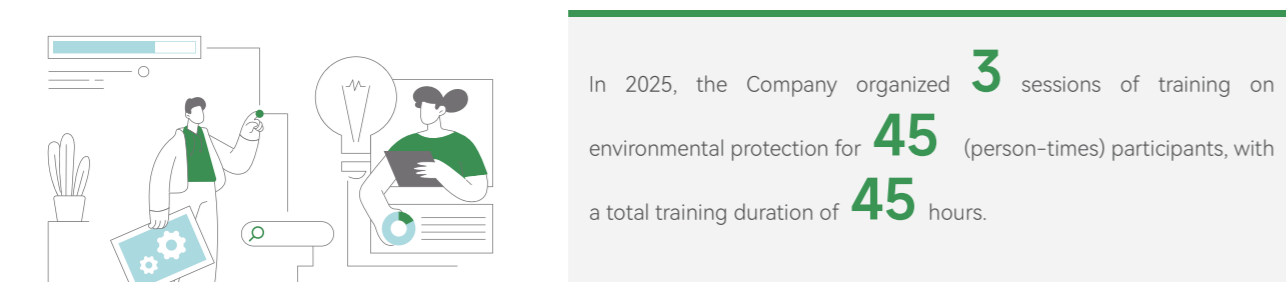 In 2025, the Company organized 3 sessions of training on
environmental protection for 45 (person-times) participants, with
a total training duration of 45 hours.